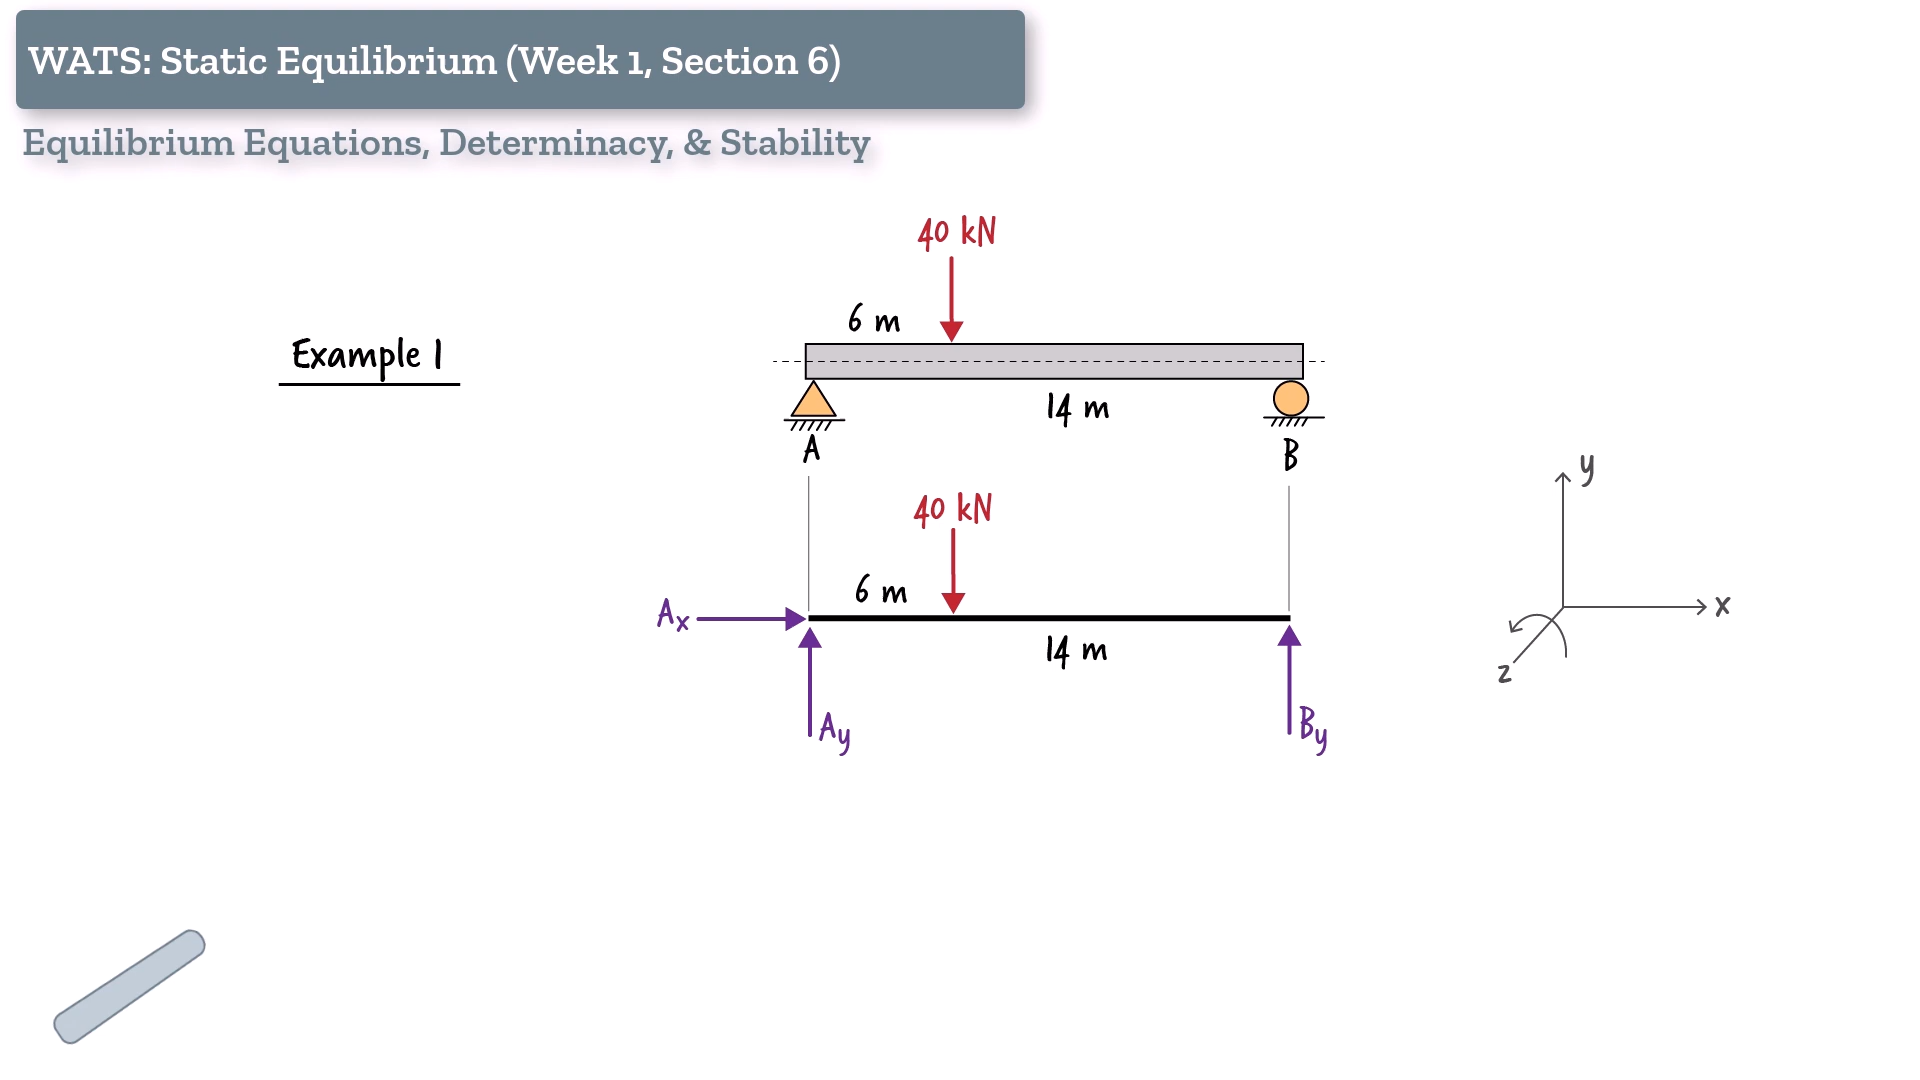 WATS: Static Equilibrium (Week 1, Section 6)
Equilibrium Equations, Determinacy, & Stability
40 kN
6 m
Example 1
14 m
A
B
y
40 kN
6 m
Ax
x
14 m
z
Ay
By